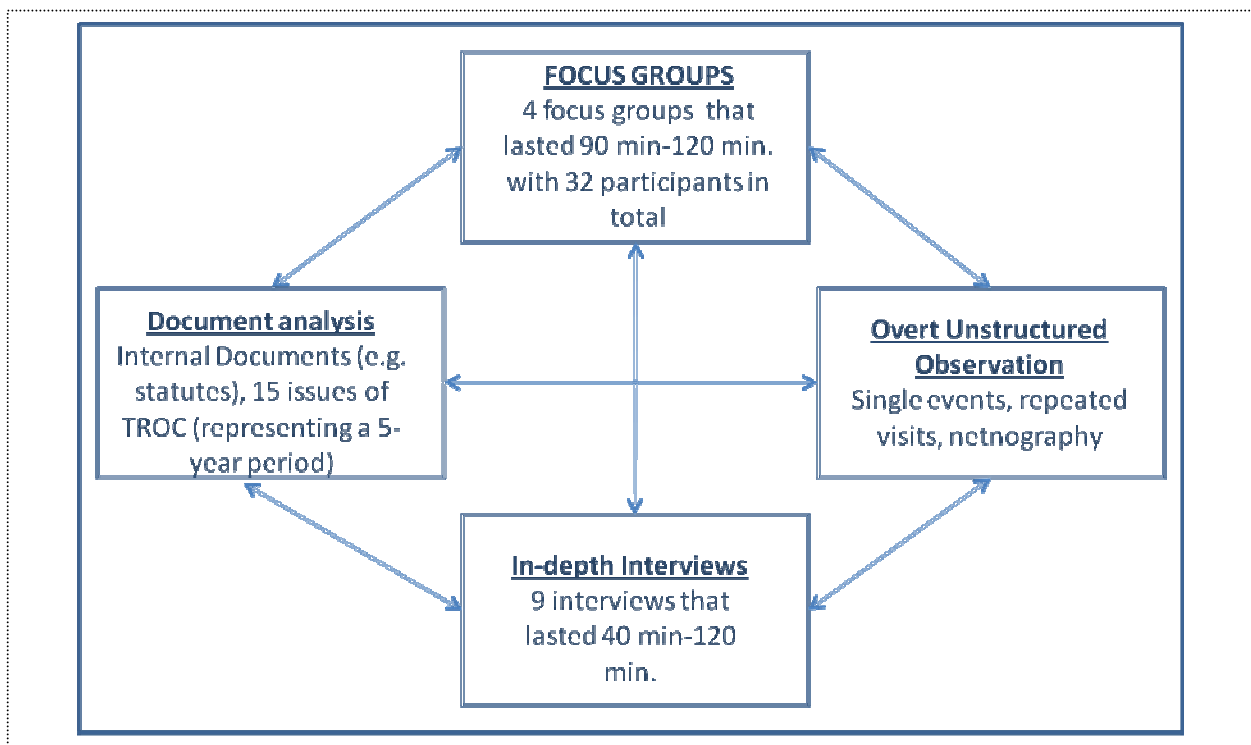 FOCUS GROUPS
4 focus groups that
lasted 90 min-120 min.
with 32 participants in
total
Document analysis
Internal Documents (e.g.
statutes), 15 issues of
TROC (representing a 5-
year period)
Overt Unstructured
Observation
Single events, repeated
visits, netnography
In-depth Interviews
9 interviews that
lasted 40 min-120
min.